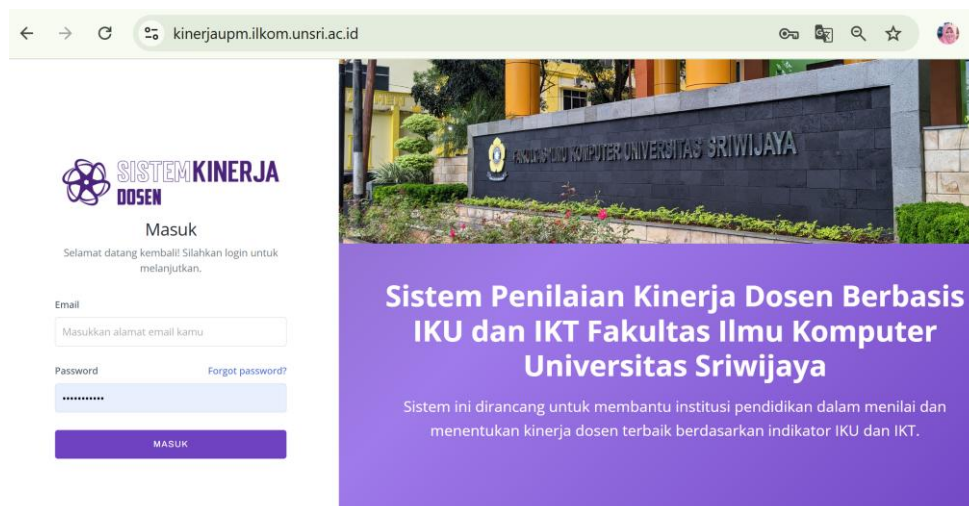 kinerjaupm.ilkom.unsri.ac.id
SISTEM KINERJA
DOSEN
Masuk
Selamat datang kembali! Silahkan login untuk
melanjutkan.
Email
Masukkan alamat email kamu
Password Forgot password?
MASUK
FAKULTAS ILMU KOMPUTER UNIVERSITAS SRIWIJAYA
Sistem Penilaian Kinerja Dosen Berbasis
IKU dan IKT Fakultas Ilmu Komputer
Universitas Sriwijaya
Sistem ini dirancang untuk membantu institusi pendidikan dalam menilai dan
menentukan kinerja dosen terbaik berdasarkan indikator IKU dan IKT.